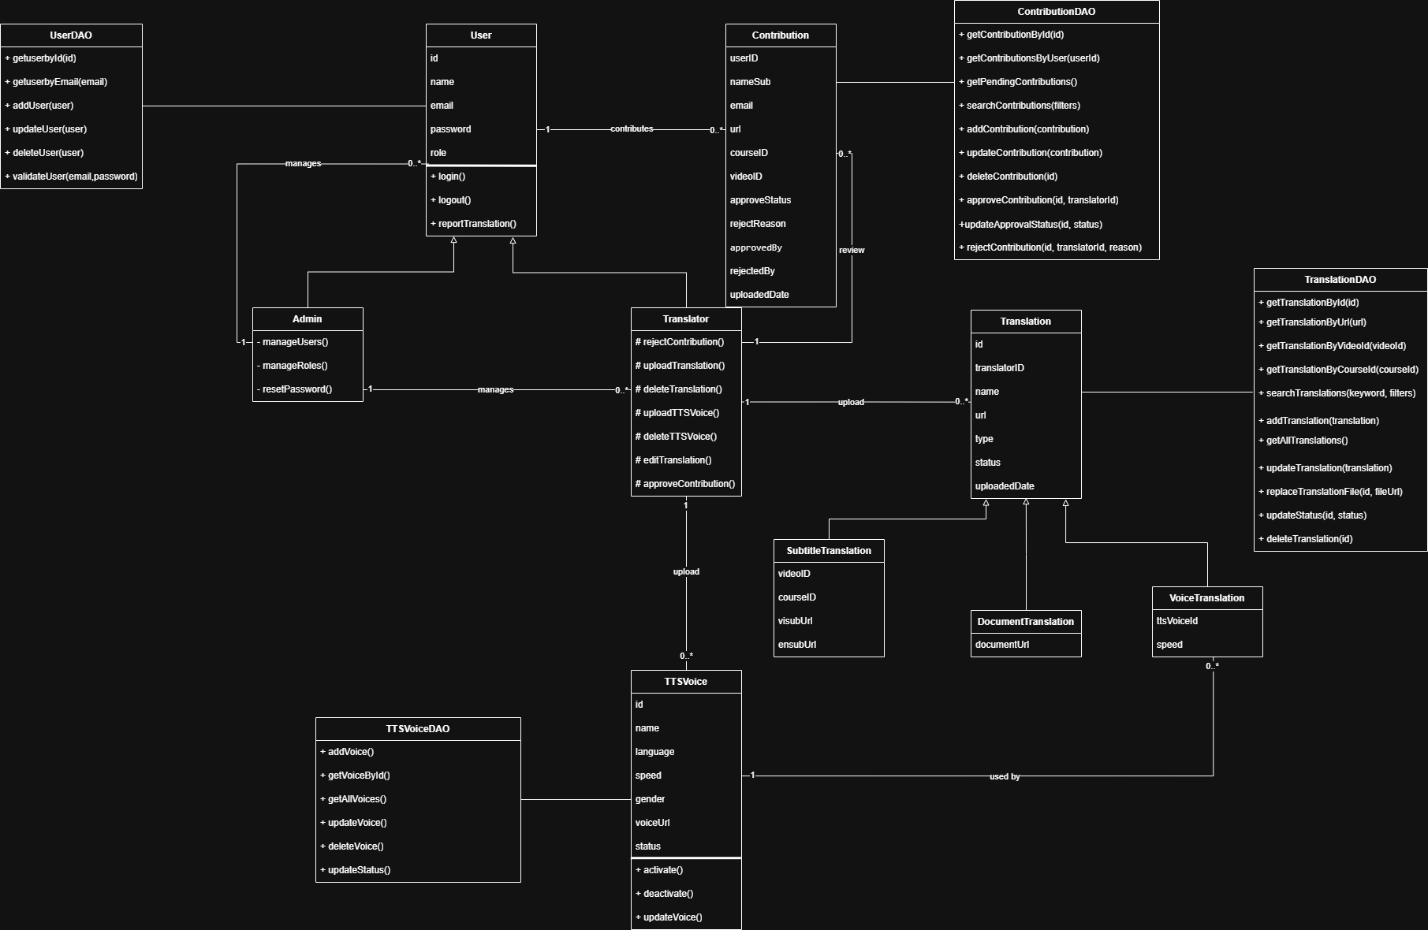 UserDAO
+ getuserbyId(id)
+ getuserbyEmail(email)
+ addUser(user)
+ updateUser(user)
+ deleteUser(user)
+ validateUser(email,password)
User
id
name
email
password
role
+ login()
+ logout()
+ reportTranslation()
Contribution
userID
nameSub
email
url
courseID
videoID
approveStatus
rejectReason
approvedBy
rejectedBy
uploadedDate
ContributionDAO
+ getContributionById(id)
+ getContributionsByUser(userId)
+ getPendingContributions()
+ searchContributions(filters)
+ addContribution(contribution)
+ updateContribution(contribution)
+ deleteContribution(id)
+ approveContribution(id, translatorId)
+updateApprovalStatus(id, status)
+ rejectContribution(id, translatorId, reason)
1
contributes
0..*
manages
0..*
1
0..*
review
1
Admin
- manageUsers()
- manageRoles()
- resetPassword()
1
manages
0..*
Translator
# rejectContribution()
# uploadTranslation()
# deleteTranslation()
# uploadTTSVoice()
# deleteTTSVoice()
# editTranslation()
# approveContribution()
1
upload
0..*
Translation
id
translatorID
name
url
type
status
uploadedDate
TranslationDAO
+ getTranslationById(id)
+ getTranslationByUrl(url)
+ getTranslationByVideoId(videoId)
+ getTranslationByCourseId(courseId)
+ searchTranslations(keyword, filters)
+ addTranslation(translation)
+ getAllTranslations()
+ updateTranslation(translation)
+ replaceTranslationFile(id, fileUrl)
+ updateStatus(id, status)
+ deleteTranslation(id)
SubtitleTranslation
videoID
courseID
visubUrl
ensubUrl
DocumentTranslation
documentUrl
VoiceTranslation
ttsVoiceId
speed
0..*
1
upload
0..*
TTSVoice
id
name
language
speed
gender
voiceUrl
status
+ activate()
+ deactivate()
+ updateVoice()
1
used by
TTSVoiceDAO
+ addVoice()
+ getVoiceById()
+ getAllVoices()
+ updateVoice()
+ deleteVoice()
+ updateStatus()